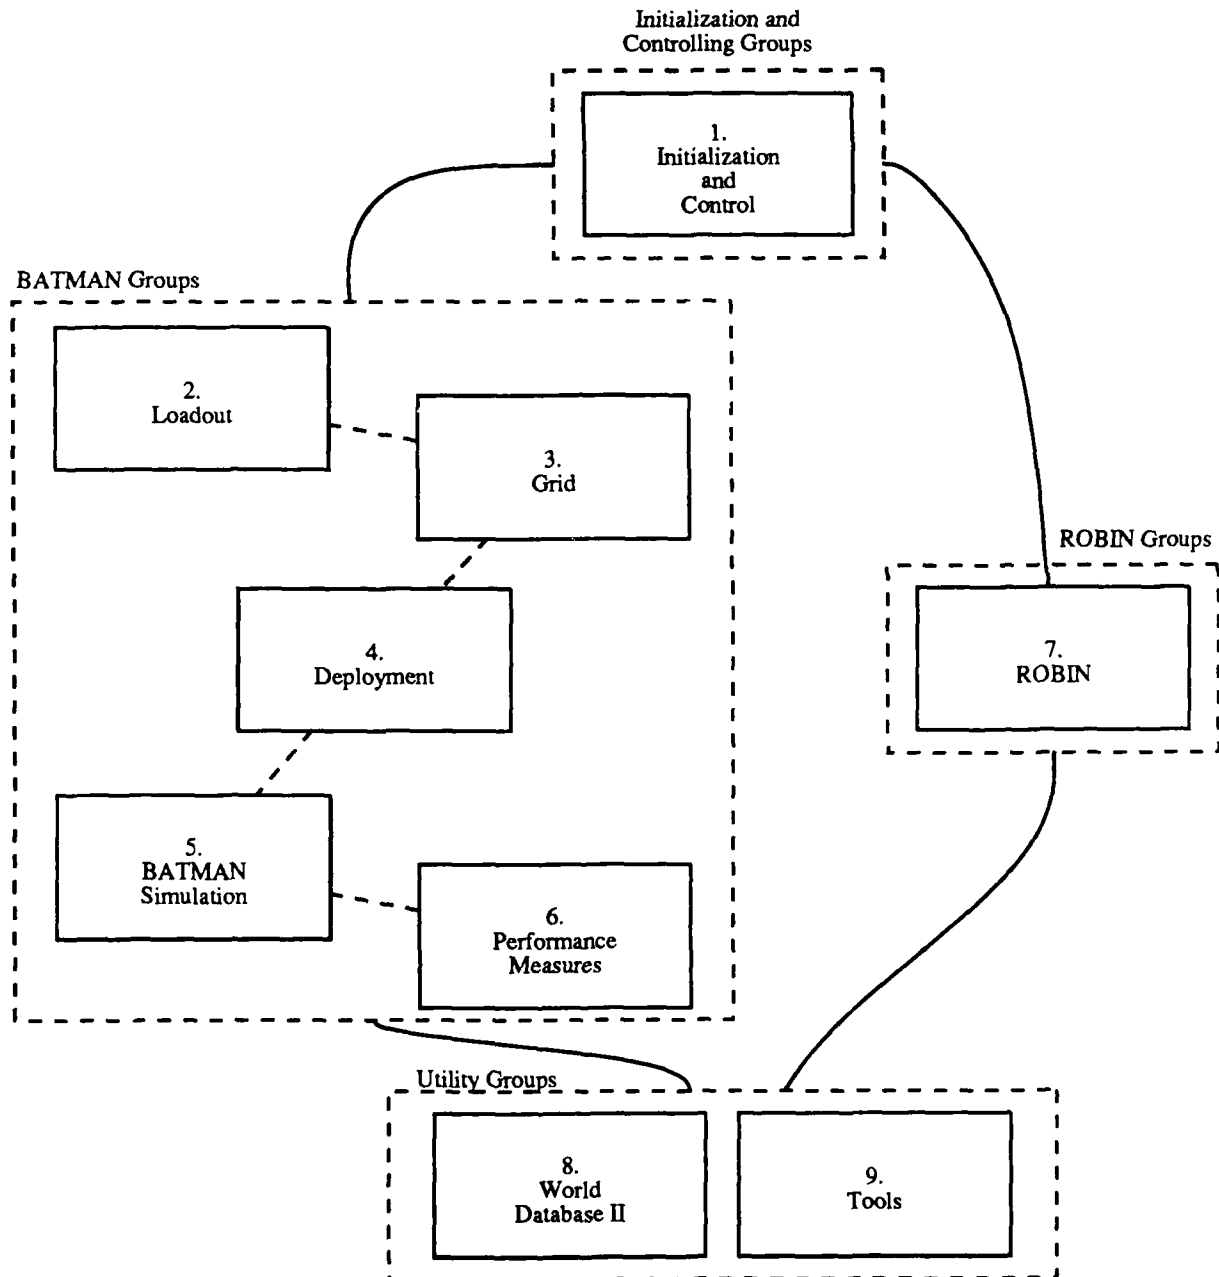 Initialization and
Controlling Groups
1.
Initialization
and
Control
BATMAN Groups
2.
Loadout
3.
Grid
4.
Deployment
5.
BATMAN
Simulation
6.
Performance
Measures
ROBIN Groups
7.
ROBIN
Utility Groups
8.
World
Database II
9.
Tools